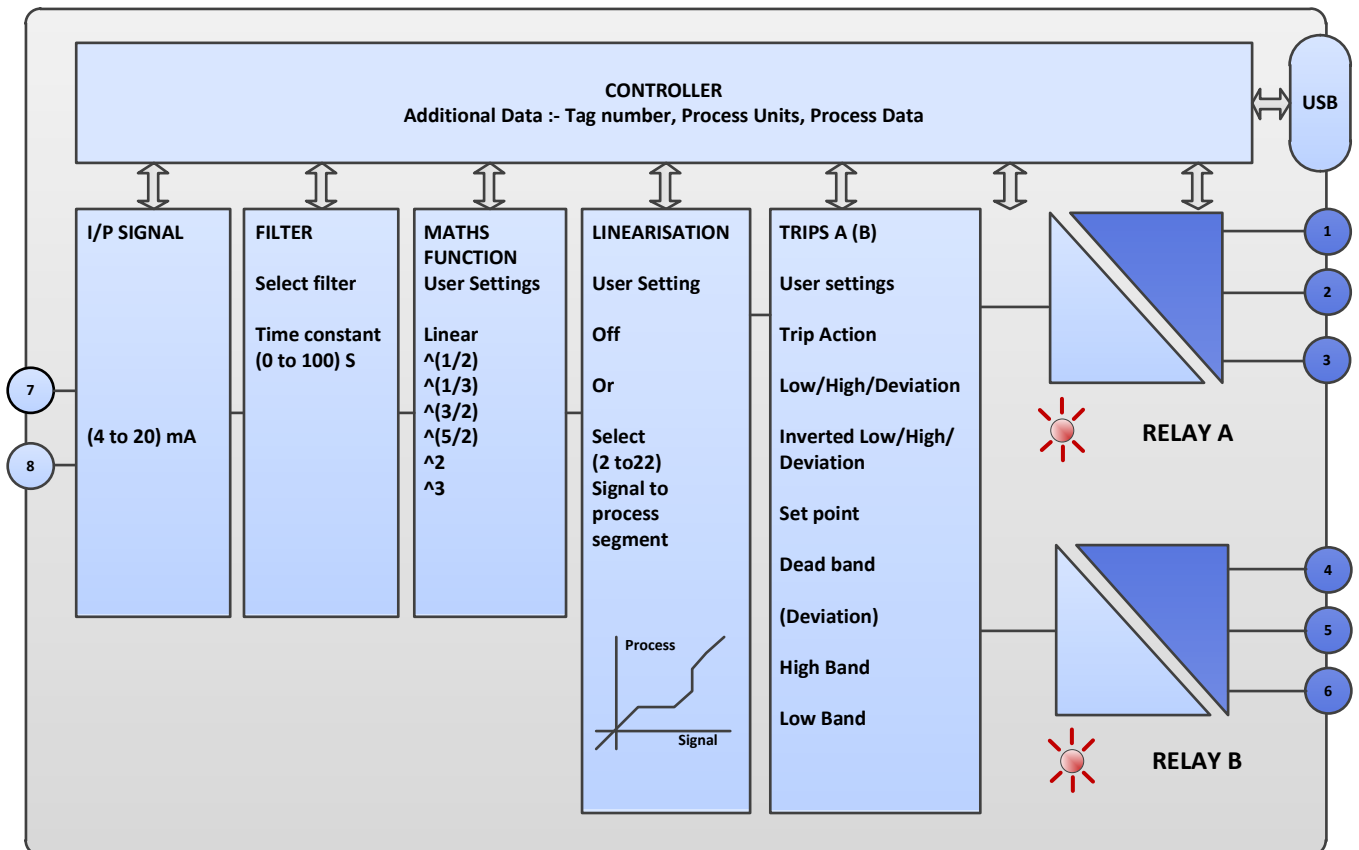 CONTROLLER
Additional Data :- Tag number, Process Units, Process Data
USB
I/P SIGNAL
(4 to 20) mA
7
8
FILTER
Select filter
Time constant
(0 to 100) S
MATHS
FUNCTION
User Settings
Linear
^(1/2)
^(1/3)
^(3/2)
^(5/2)
^2
^3
LINEARISATION
User Setting
Off
Or
Select
(2 to22)
Signal to
process
segment
Process
Signal
TRIPS A (B)
User settings
Trip Action
Low/High/Deviation
Inverted Low/High/
Deviation
Set point
Dead band
(Deviation)
High Band
Low Band
RELAY A
1
2
3
RELAY B
4
5
6